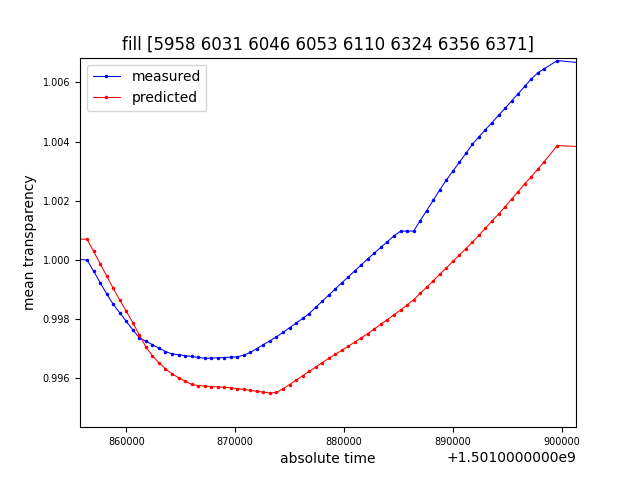 fill [5958 6031 6046 6053 6110 6324 6356 6371]
measured
predicted
mean transparency
1.006
1.004
1.002
1.000
0.998
0.996
860000 870000 880000 890000 900000
absolute time
+1.5010000000e9